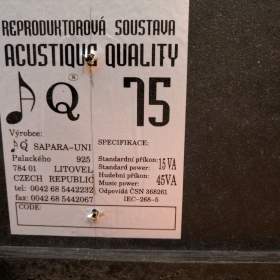 REPRODUKTOROVÁ SOUSTAVA
ACUSTIQUE QUALITY
AQ® 75
Výrobce:
AQ SAPARA-UNI
Palackého 925
784 01 LITOVEL
CZECH REPUBLIC
tel: 0042 68 5442232
fax: 0042 68 5442067
SPECIFIKACE:
Standardní příkon: 15 VA
Standard power:
Hudební příkon: 45VA
Music power:
Odpovídá ČSN 368261
IEC-268-5
CODE: